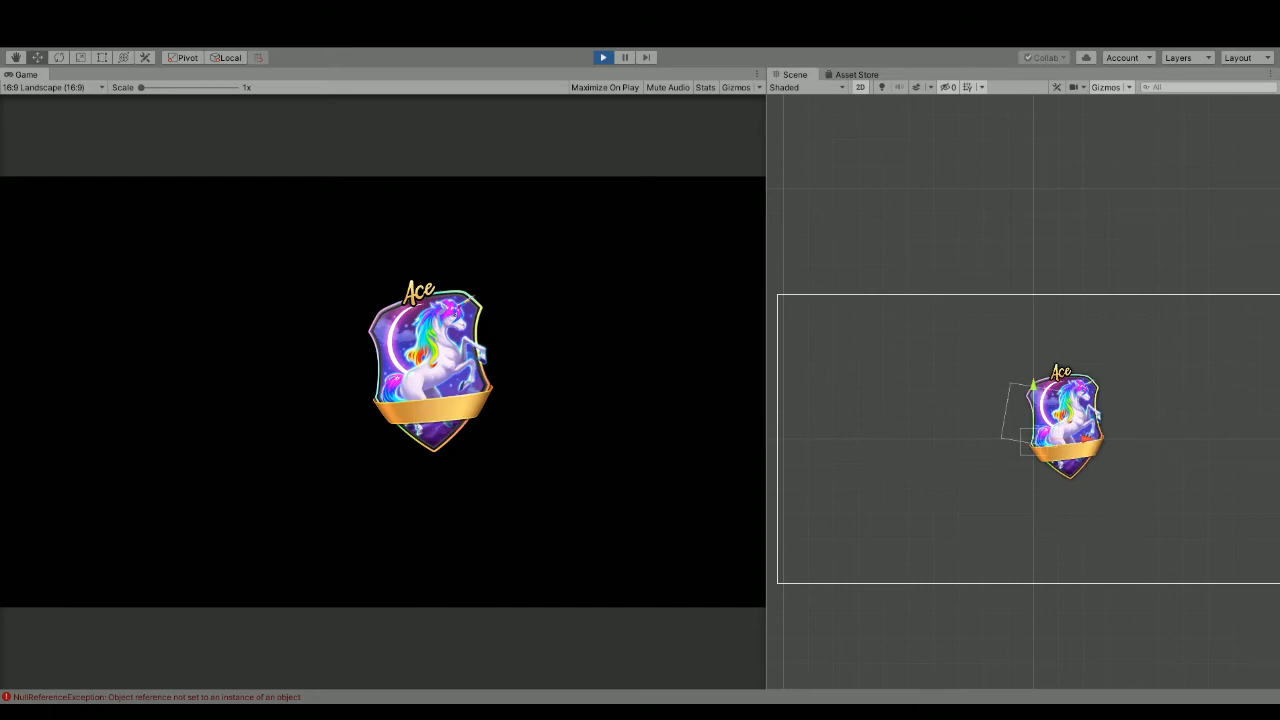 Pivot Local Collab Account Layers Layout
Game Scene Asset Store
16:9 Landscape (16:9) Scale 1x Maximize On Play Mute Audio Stats Gizmos Shaded 2D 0 Gizmos All
Ace
Ace
NullReferenceException: Object reference not set to an instance of an object